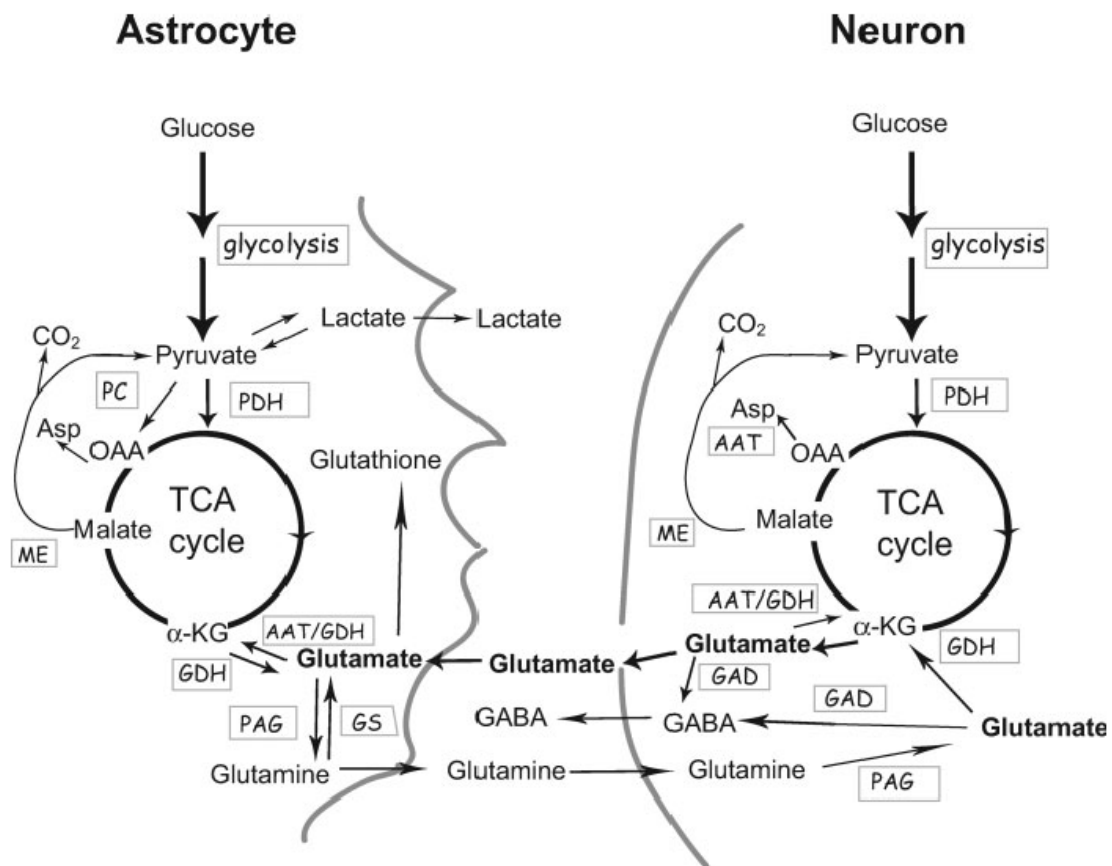 Astrocyte
Neuron
Glucose
Glucose
glycolysis
glycolysis
CO2
Lactate
Lactate
CO2
Pyruvate
Pyruvate
PC
PDH
PDH
Asp
OAA
Asp
AAT
OAA
Glutathione
TCA
cycle
TCA
cycle
Malate
Malate
ME
ME
α-KG
AAT/GDH
AAT/GDH
α-KG
GDH
Glutamate
Glutamate
Glutamate
GDH
GAD
GAD
PAG
GS
GABA
GABA
Glutamate
Glutamine
Glutamine
Glutamine
PAG